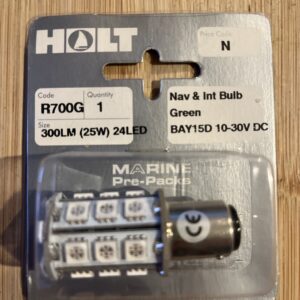 HOLT
Price Code
N
Code
Quantity
R700G
1
Size
300LM (25W) 24LED
Nav & Int Bulb
Green
BAY15D 10-30V DC
MARINE
Pre-Packs
CE